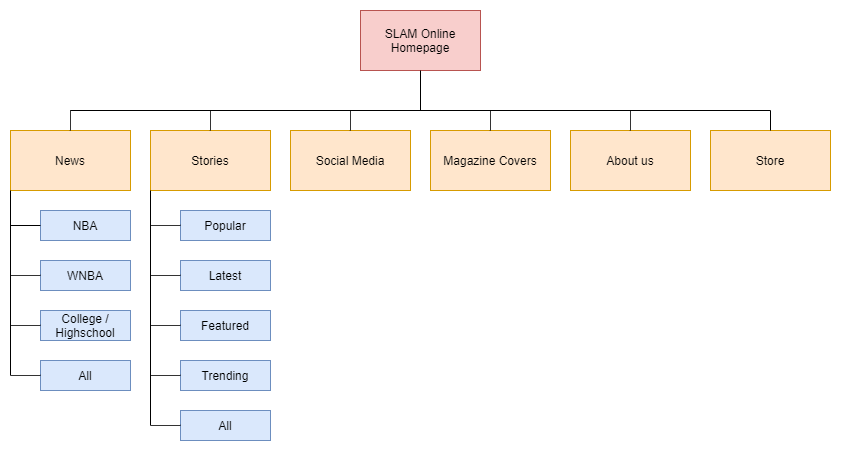 SLAM Online
Homepage
News
Stories
Social Media
Magazine Covers
About us
Store
NBA
Popular
WNBA
Latest
College /
Highschool
Featured
All
Trending
All